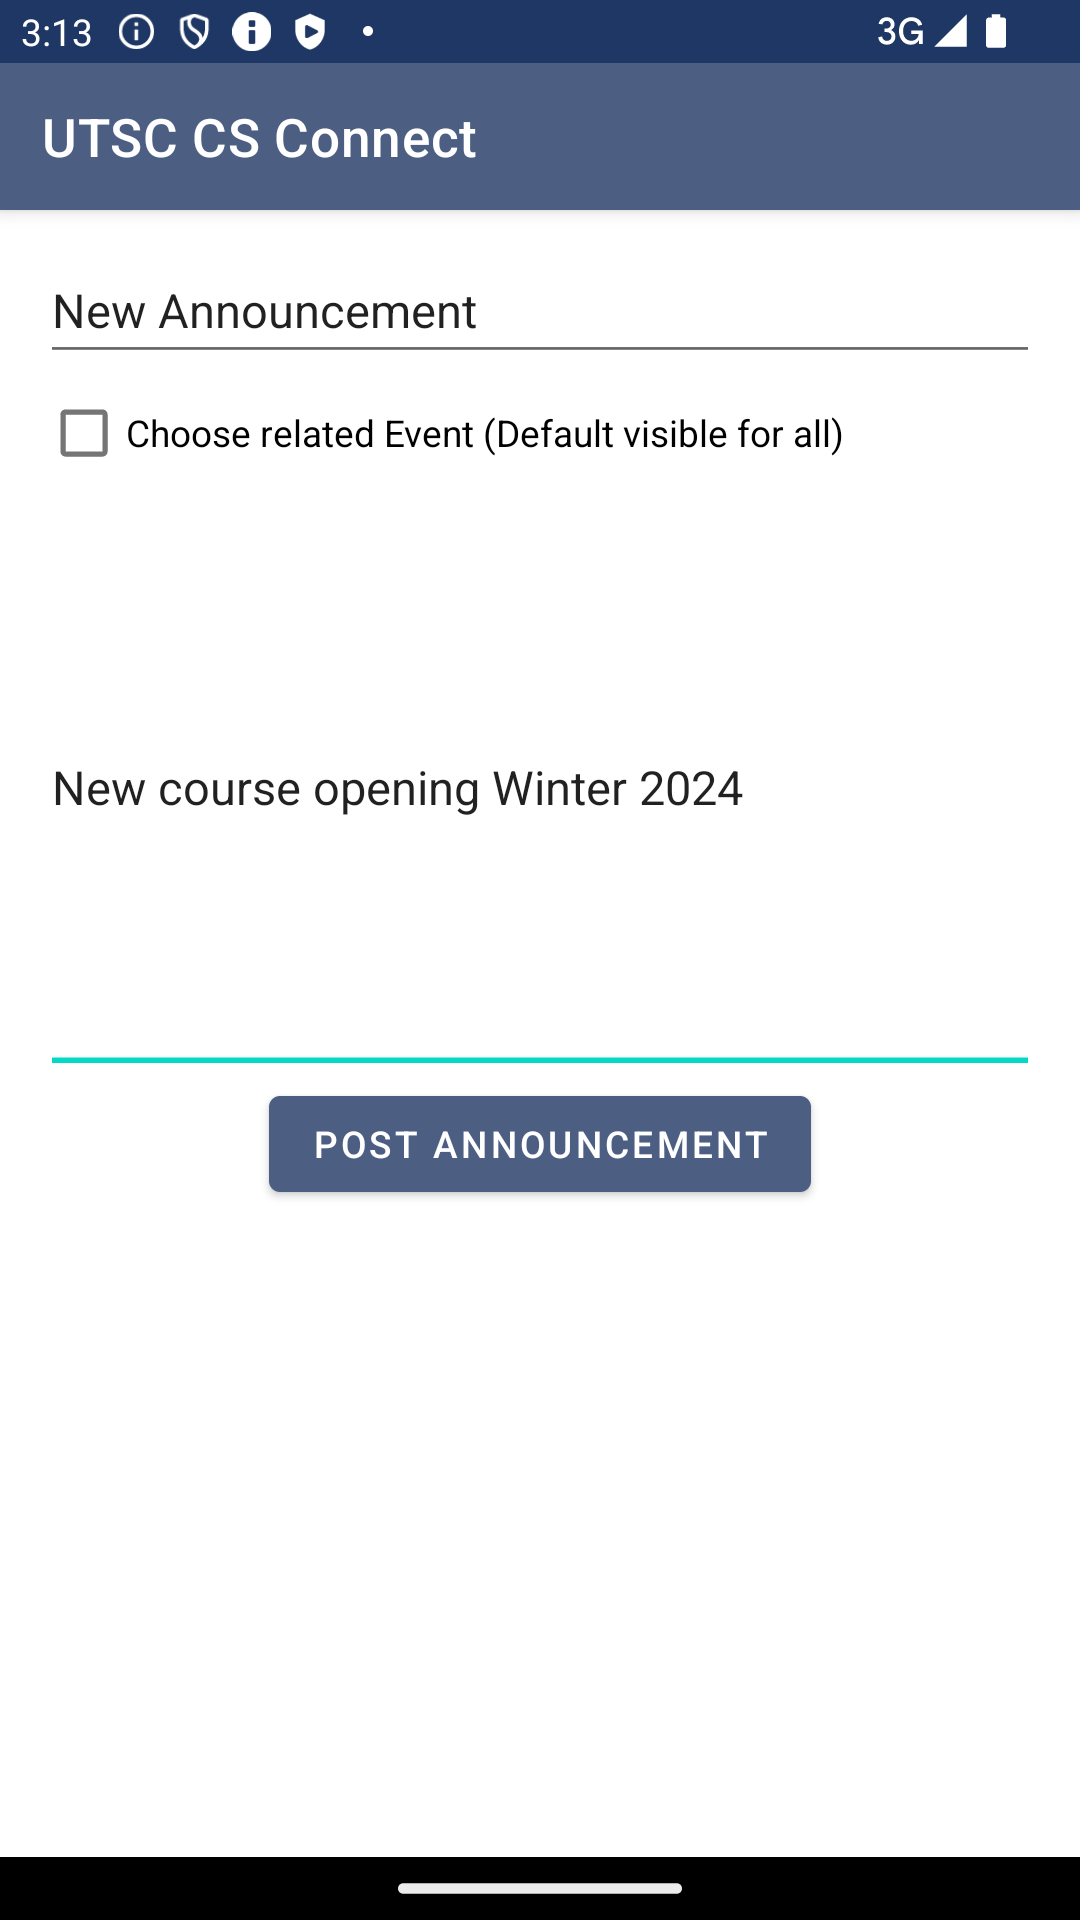 3:13
3G
UTSC CS Connect
New Announcement
Choose related Event (Default visible for all)
New course opening Winter 2024
POST ANNOUNCEMENT